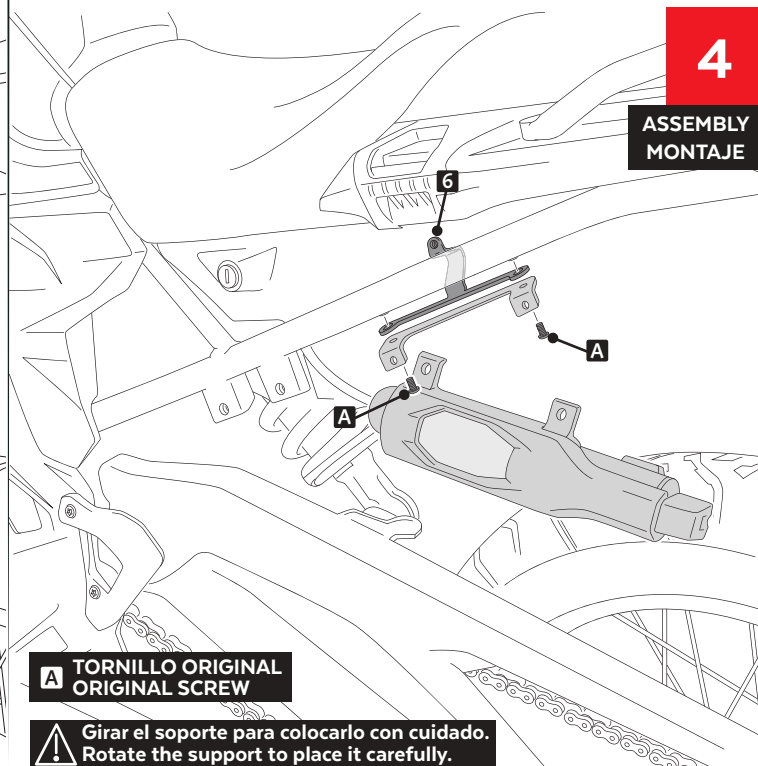 4
ASSEMBLY
MONTAJE
6
A
A
A TORNILLO ORIGINAL
ORIGINAL SCREW
Girar el soporte para colocarlo con cuidado.
Rotate the support to place it carefully.